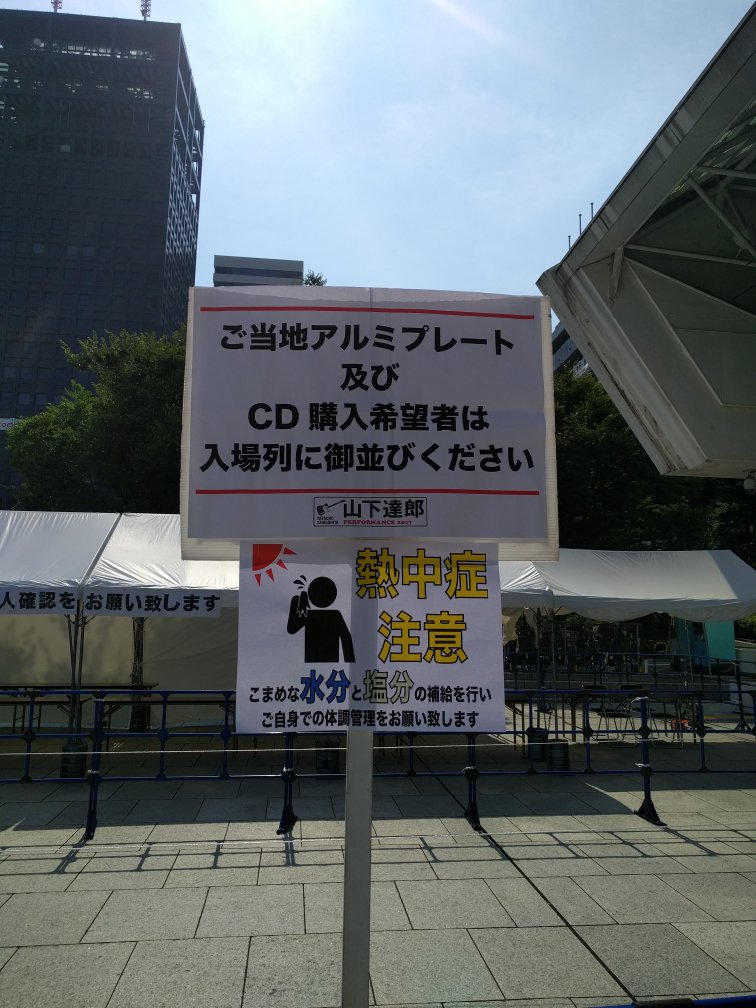 ご当地アルミプレート
及び
CD 購入希望者は
入場列に御並びください
TATSURO
YAMASHITA
山下達郎
PERFORMANCE 2017
熱中症
注意
こまめな水分と塩分の補給を行い
ご自身での体調管理をお願い致します
人確認をお願い致します